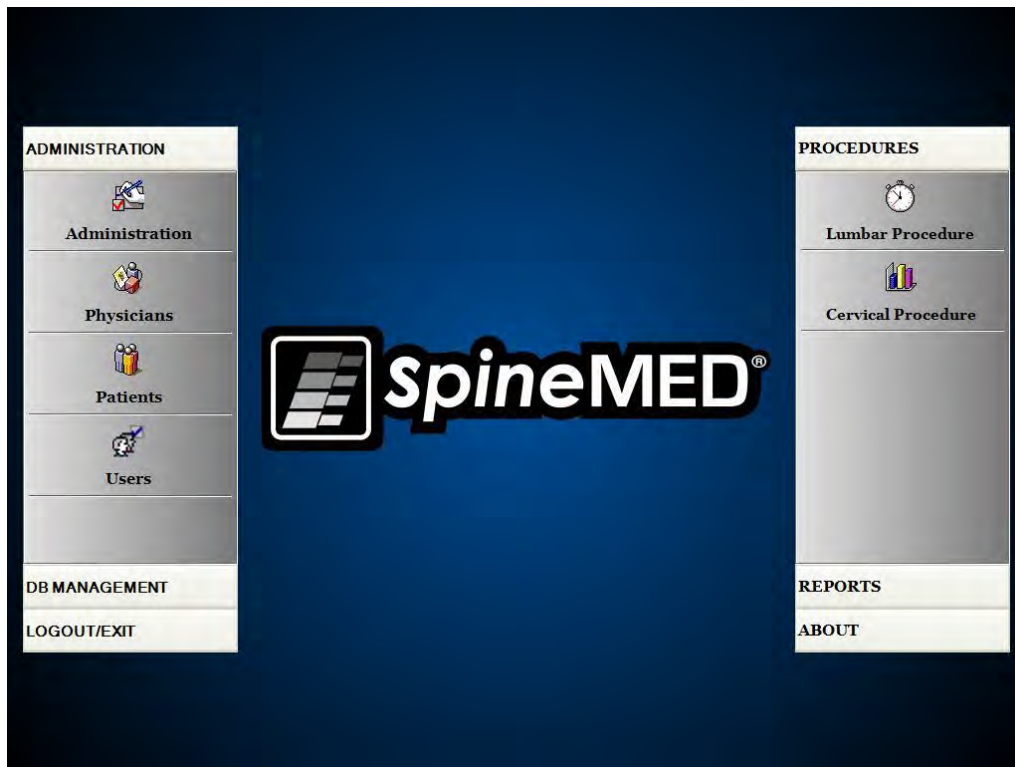 ADMINISTRATION
Administration
Physicians
Patients
Users
DB MANAGEMENT
LOGOUT/EXIT
SpineMED®
PROCEDURES
Lumbar Procedure
Cervical Procedure
REPORTS
ABOUT